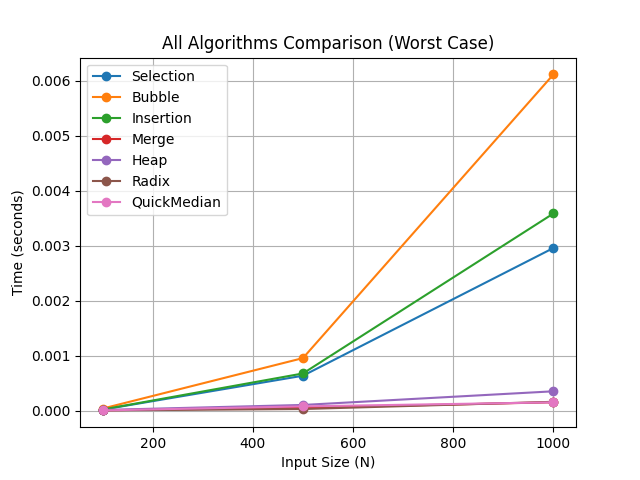 All Algorithms Comparison (Worst Case)
Selection
Bubble
Insertion
Merge
Heap
Radix
QuickMedian
0.006
0.005
0.004
0.003
0.002
0.001
0.000
Time (seconds)
200 400 600 800 1000
Input Size (N)